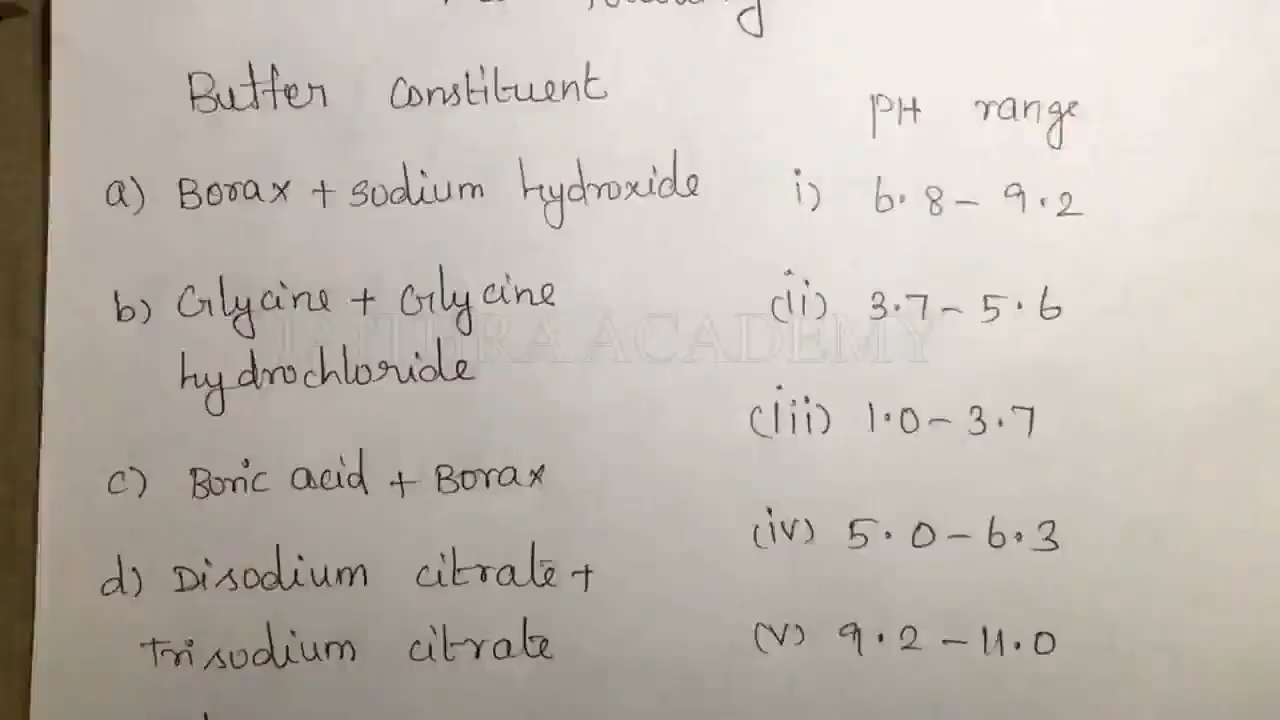 Buffer constituent
PH range
a) Borax + sodium hydroxide i) 6.8 - 9.2
b) Glycine + Glycine (ii) 3.7 - 5.6
hydrochloride
JAITHRA ACADEMY
(iii) 1.0 - 3.7
c) Boric acid + Borax
(iv) 5.0 - 6.3
d) Disodium citrate +
trisodium citrate (v) 9.2 - 11.0